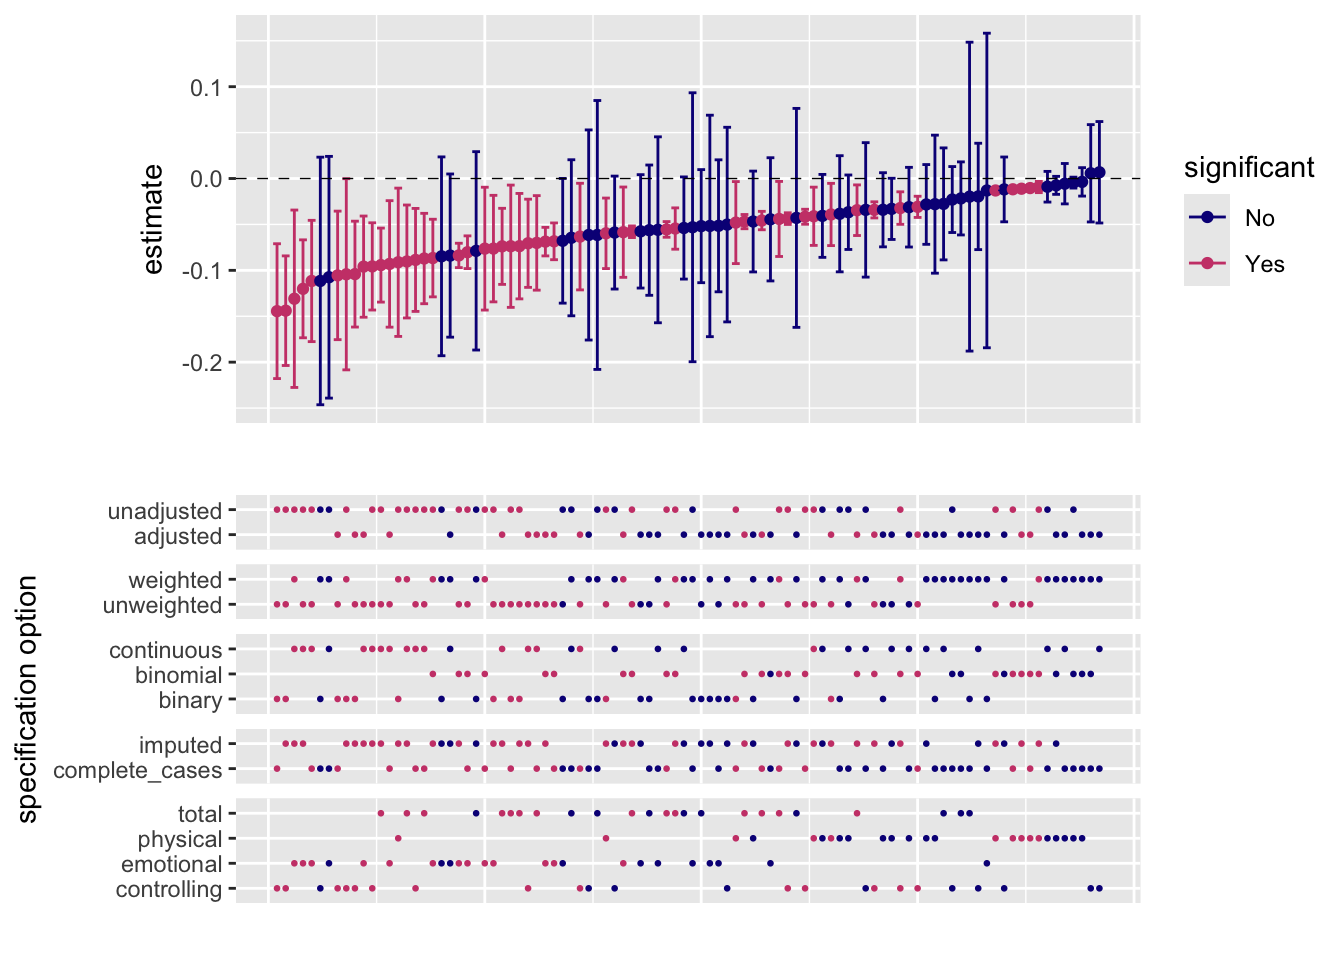 estimate
0.1
0.0
-0.1
-0.2
significant
No
Yes
specification option
unadjusted
adjusted
weighted
unweighted
continuous
binomial
binary
imputed
complete_cases
total
physical
emotional
controlling